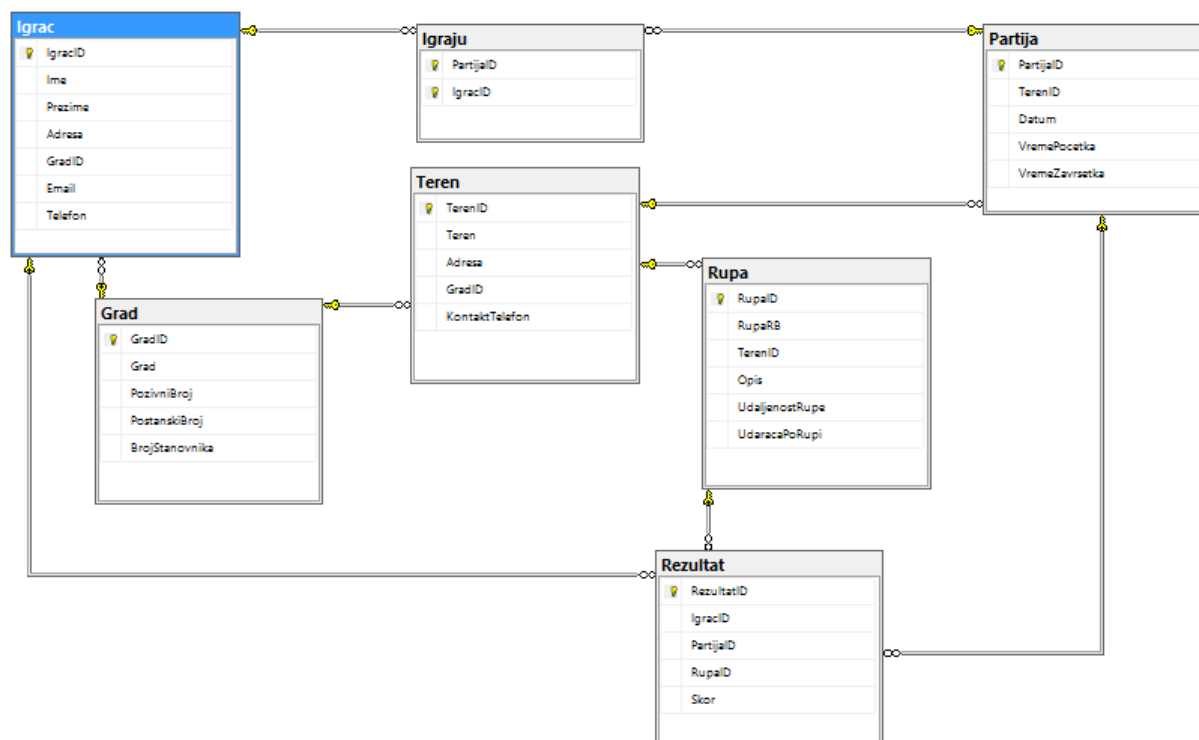 Igrac
IgracID
Ime
Prezime
Adresa
GradID
Email
Telefon
Igraju
PartijaID
IgracID
Partija
PartijaID
TerenID
Datum
VremePocetka
VremeZavrsetka
Teren
TerenID
Teren
Adresa
GradID
KontaktTelefon
Rupa
RupaID
RupaRB
TerenID
Opis
UdaljenostRupe
UdaracaPoRupi
Grad
GradID
Grad
PozivniBroj
PostanskiBroj
BrojStanovnika
Rezultat
RezultatID
IgracID
PartijaID
RupaID
Skor